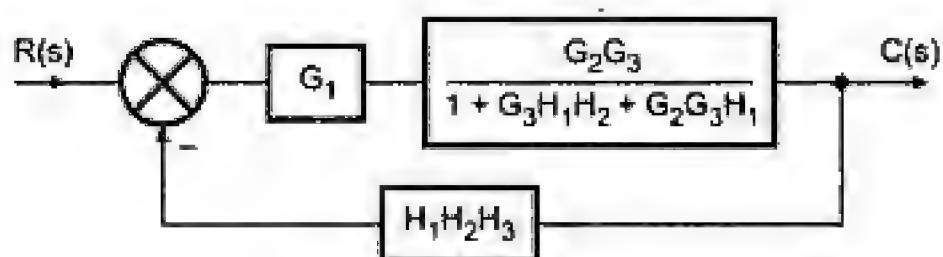 R(s)
G₁
G₂G₃
1 + G₃H₁H₂ + G₂G₃H₁
C(s)
−
H₁H₂H₃